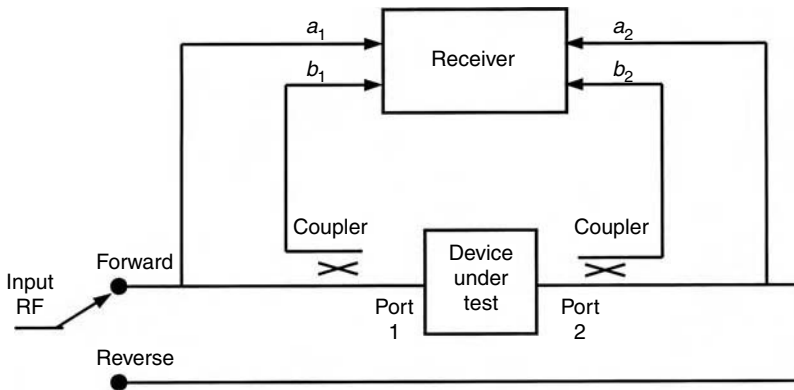 a1
a2
Receiver
b1
b2
Coupler
Coupler
Device
under
test
Forward
Input
RF
Port
1
Port
2
Reverse